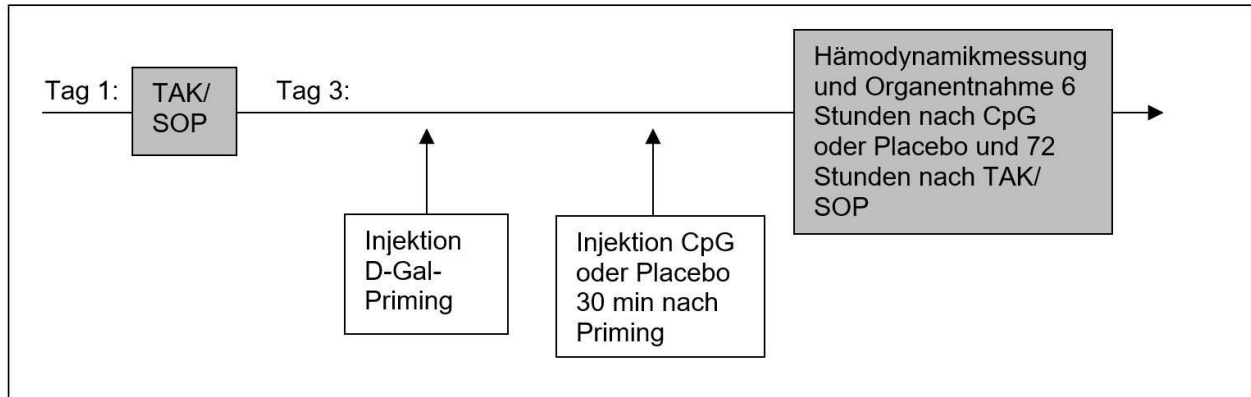 Tag 1:
TAK/
SOP
Tag 3:
Injektion
D-Gal-
Priming
Injektion CpG
oder Placebo
30 min nach
Priming
Hämodynamikmessung
und Organentnahme 6
Stunden nach CpG
oder Placebo und 72
Stunden nach TAK/
SOP